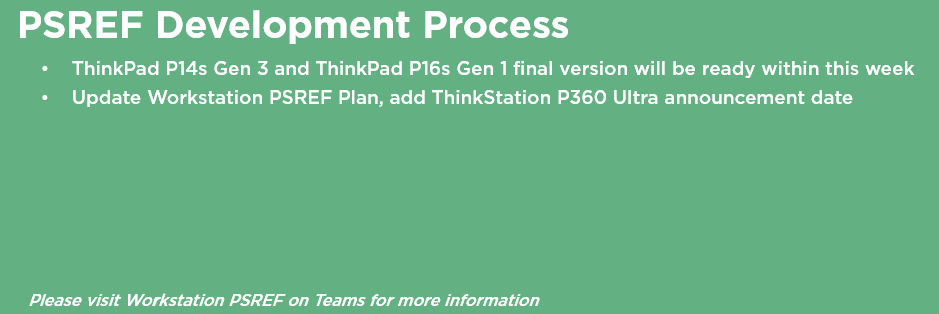 PSREF Development Process
• ThinkPad P14s Gen 3 and ThinkPad P16s Gen 1 final version will be ready within this week
• Update Workstation PSREF Plan, add ThinkStation P360 Ultra announcement date
Please visit Workstation PSREF on Teams for more information